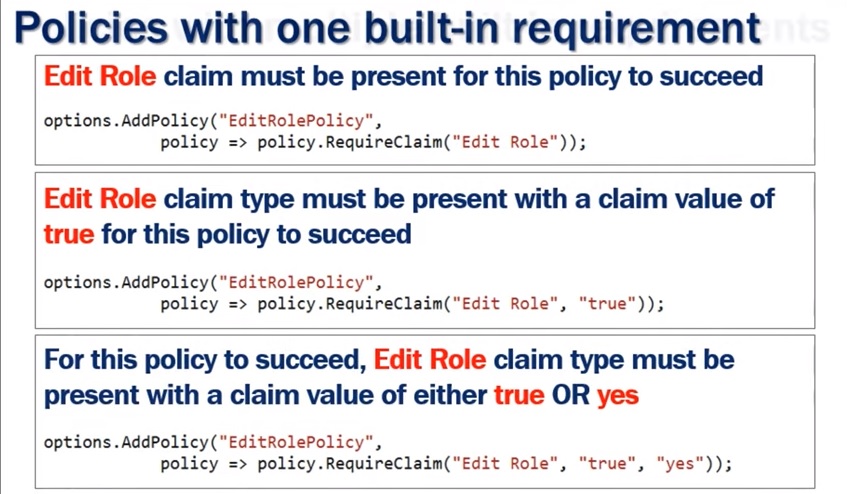 Policies with one built-in requirement
Edit Role claim must be present for this policy to succeed
options.AddPolicy("EditRolePolicy",
policy => policy.RequireClaim("Edit Role"));
Edit Role claim type must be present with a claim value of
true for this policy to succeed
options.AddPolicy("EditRolePolicy",
policy => policy.RequireClaim("Edit Role", "true"));
For this policy to succeed, Edit Role claim type must be
present with a claim value of either true OR yes
options.AddPolicy("EditRolePolicy",
policy => policy.RequireClaim("Edit Role", "true", "yes"));